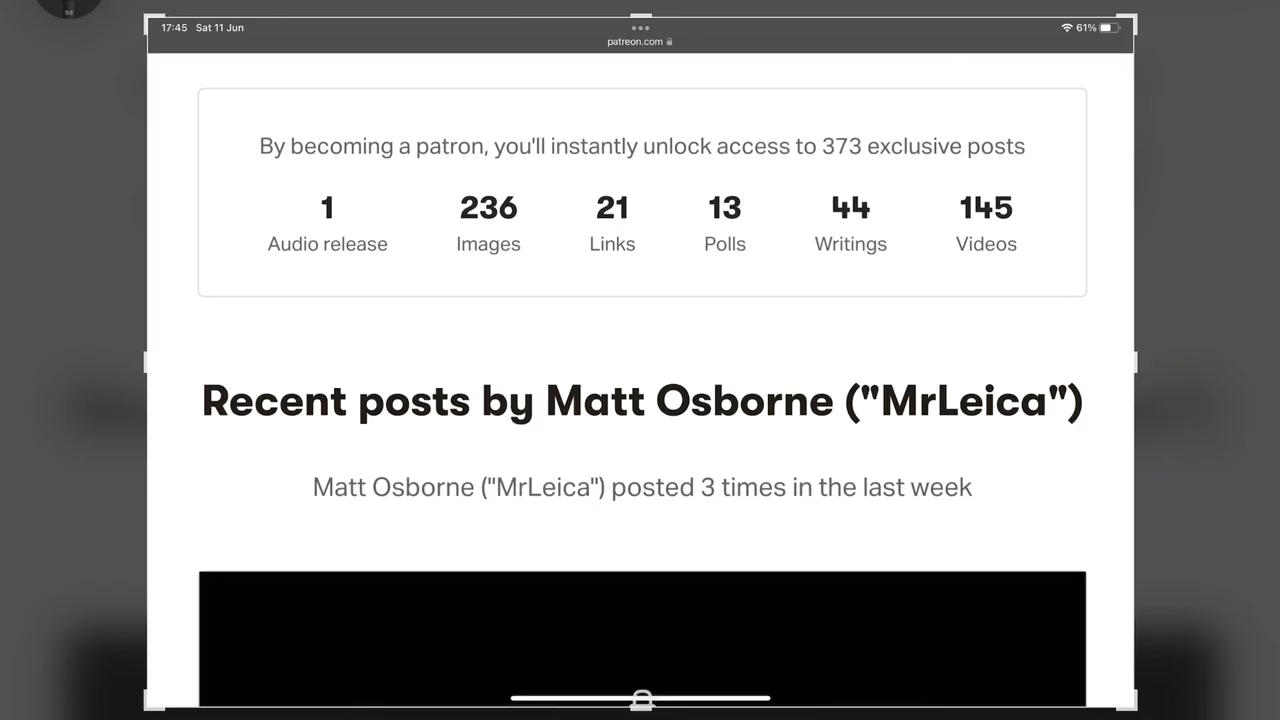 98
17:45 Sat 11 Jun
61%
patreon.com
By becoming a patron, you'll instantly unlock access to 373 exclusive posts
1 236 21 13 44 145
Audio release Images Links Polls Writings Videos
Recent posts by Matt Osborne ("MrLeica")
Matt Osborne ("MrLeica") posted 3 times in the last week